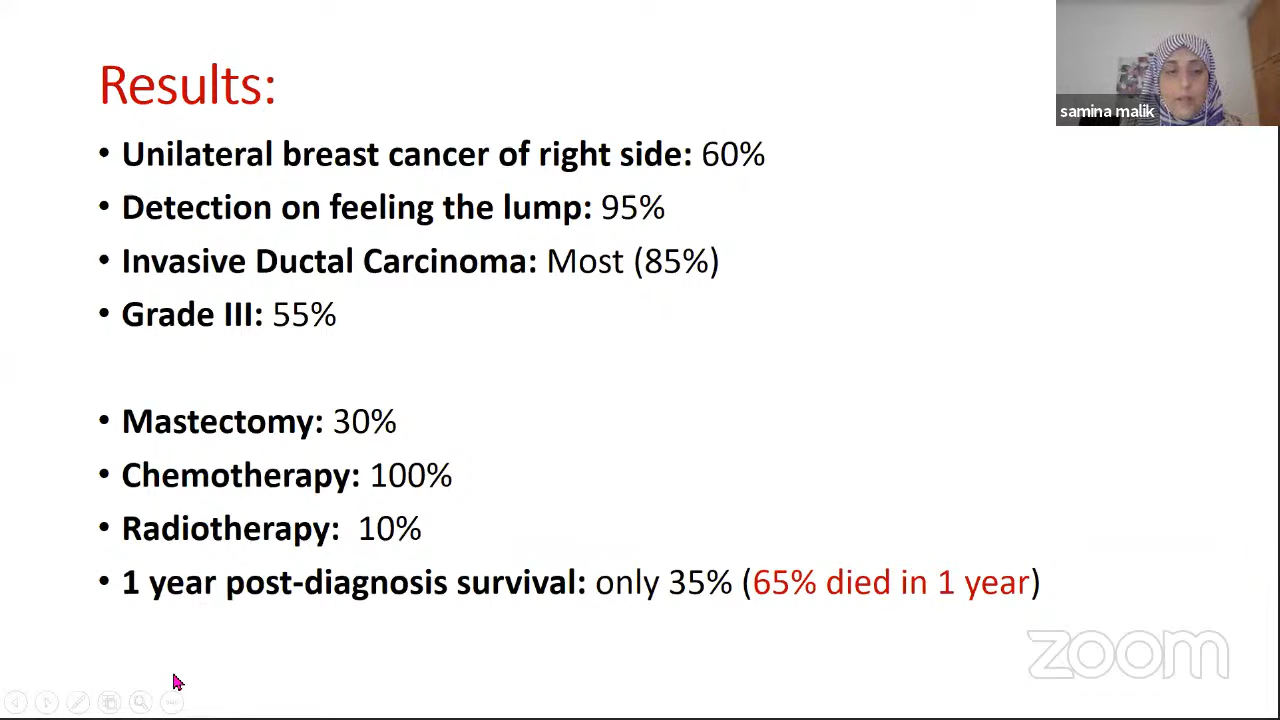 Results:
samina malik
• Unilateral breast cancer of right side: 60%
• Detection on feeling the lump: 95%
• Invasive Ductal Carcinoma: Most (85%)
• Grade III: 55%
• Mastectomy: 30%
• Chemotherapy: 100%
• Radiotherapy:  10%
• 1 year post-diagnosis survival: only 35% (65% died in 1 year)
zoom